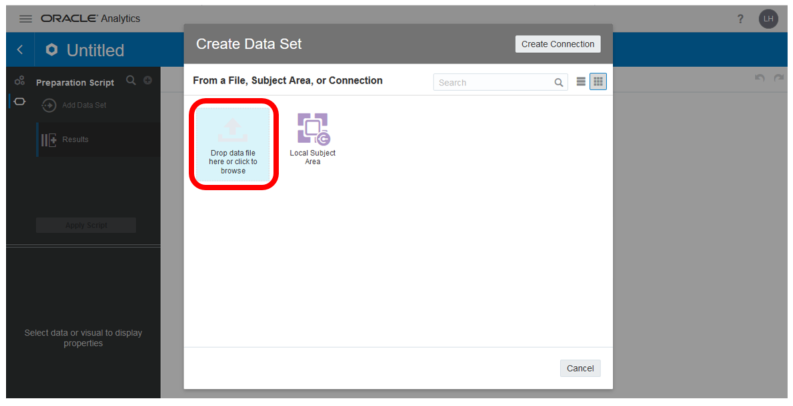 ORACLE Analytics
?
LH
Untitled
Create Data Set
Create Connection
Preparation Script
From a File, Subject Area, or Connection
Search
Add Data Set
Results
Drop data file
here or click to
browse
Local Subject
Area
Apply Script
Select data or visual to display
properties
Cancel